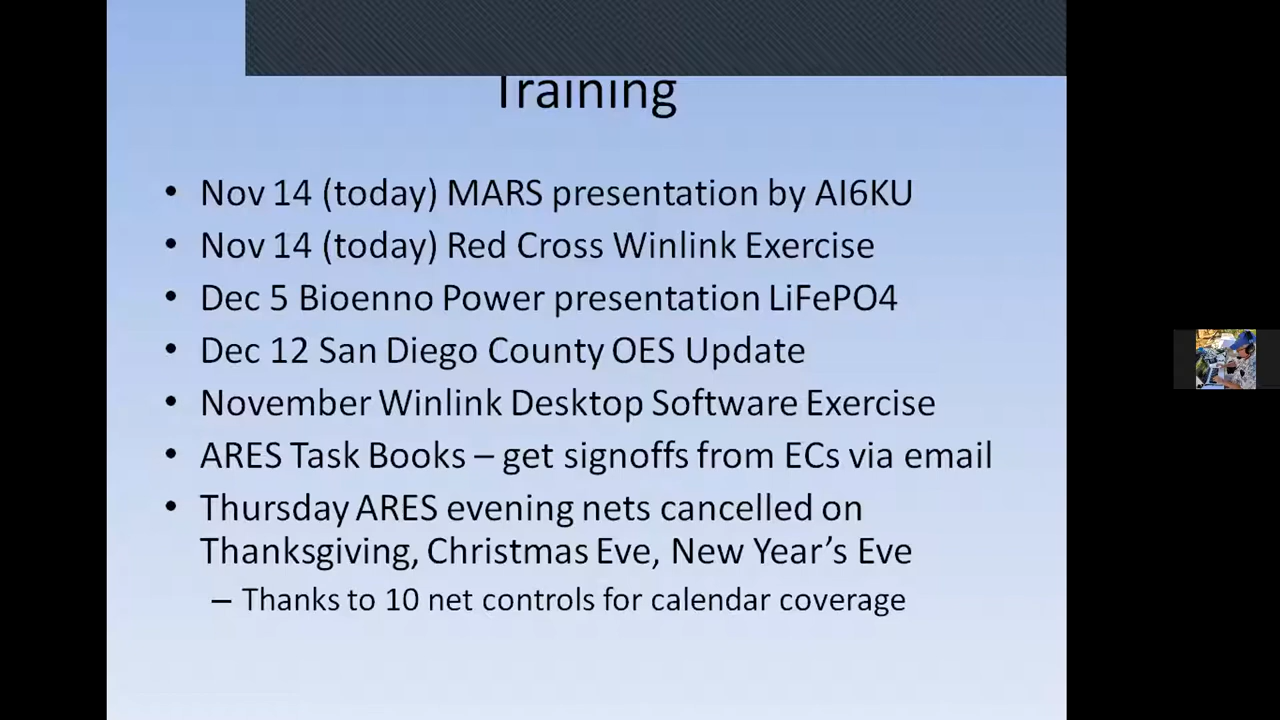 Training
• Nov 14 (today) MARS presentation by AI6KU
• Nov 14 (today) Red Cross Winlink Exercise
• Dec 5 Bioenno Power presentation LiFePO4
• Dec 12 San Diego County OES Update
• November Winlink Desktop Software Exercise
• ARES Task Books – get signoffs from ECs via email
• Thursday ARES evening nets cancelled on
Thanksgiving, Christmas Eve, New Year’s Eve
– Thanks to 10 net controls for calendar coverage